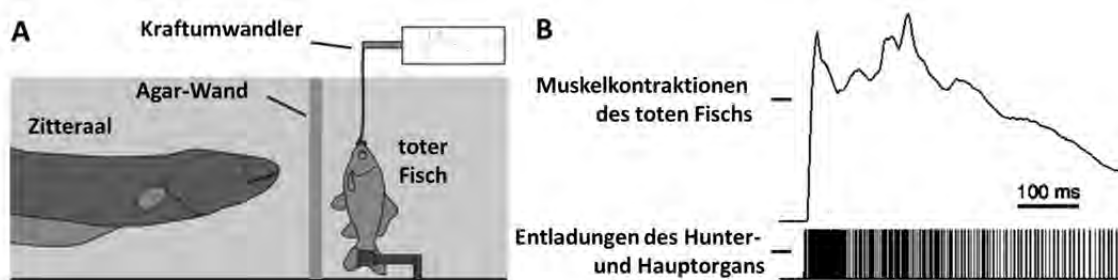 A
Kraftumwandler
Agar-Wand
Zitteraal
toter
Fisch
B
Muskelkontraktionen
des toten Fischs
100 ms
Entladungen des Hunter-
und Hauptorgans